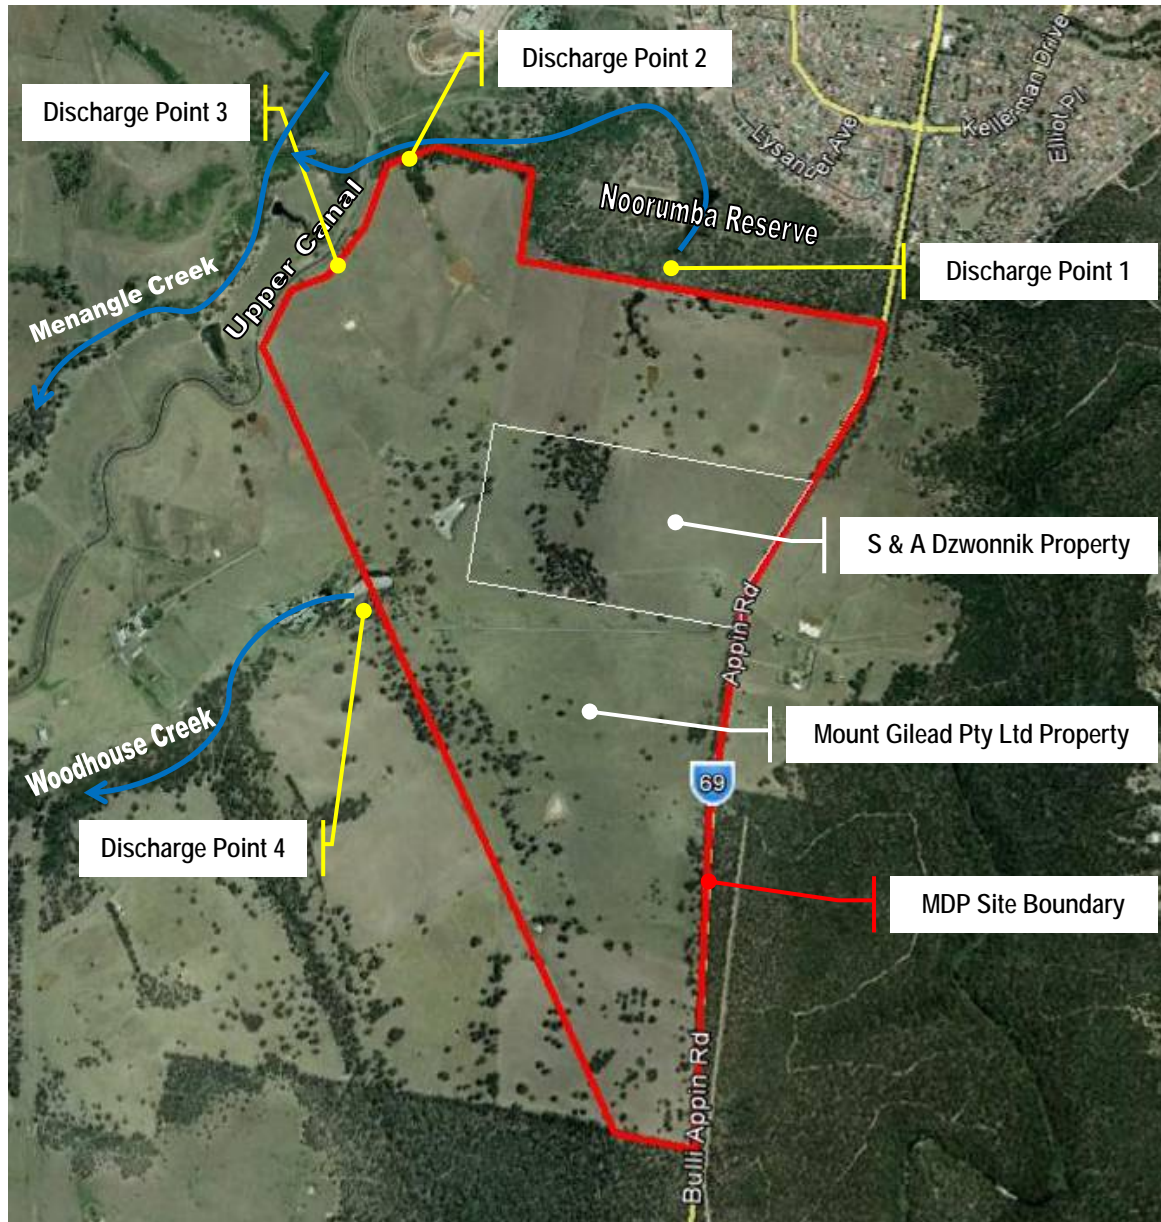 Discharge Point 2
Discharge Point 3
Kellerman Drive
Elliot Pl
Lysander Ave
Noorumba Reserve
Upper Canal
Discharge Point 1
Menangle Creek
S & A Dzwonnik Property
Appin Rd
Mount Gilead Pty Ltd Property
Woodhouse Creek
69
Discharge Point 4
MDP Site Boundary
Bulli Appin Rd